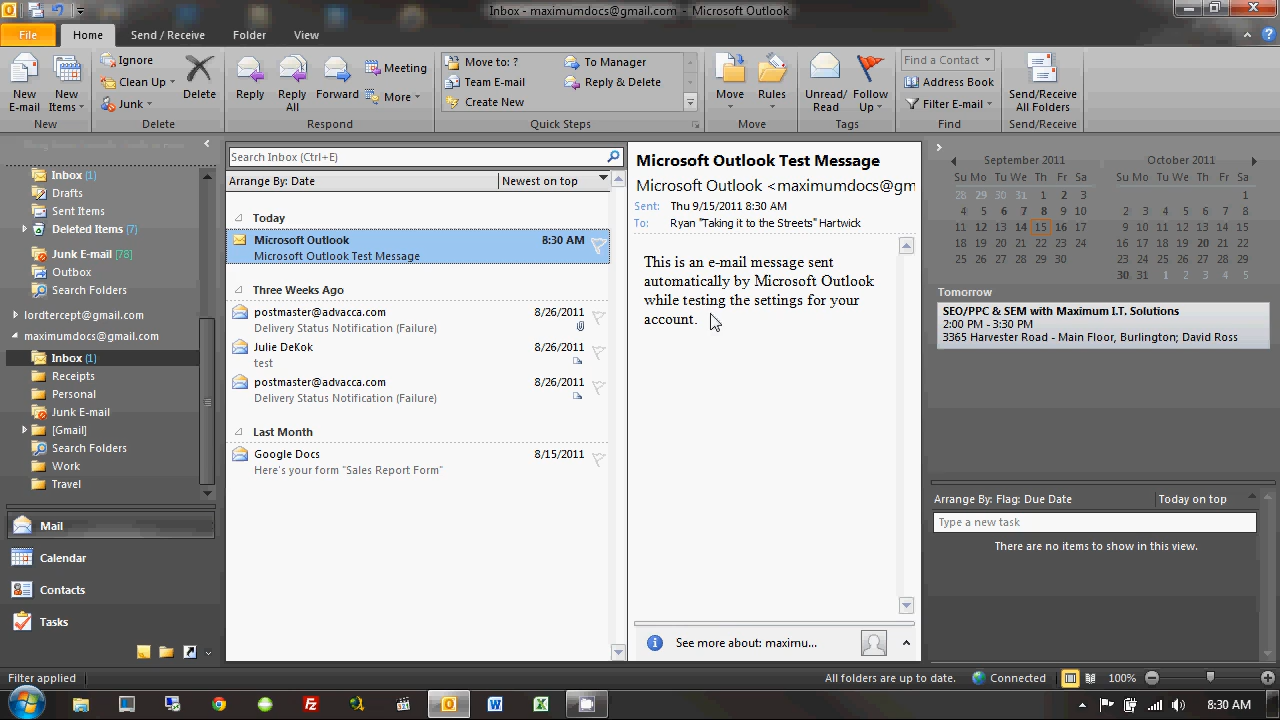 Inbox - maximumdocs@gmail.com - Microsoft Outlook
File
Home
Send / Receive
Folder
View
New E-mail
New Items
Ignore
Clean Up
Junk
Delete
Reply
Reply All
Forward
Meeting
More
Move to: ?
Team E-mail
Create New
To Manager
Reply & Delete
Move
Rules
Unread/ Read
Follow Up
Find a Contact
Address Book
Filter E-mail
Send/Receive All Folders
New
Delete
Respond
Quick Steps
Move
Tags
Find
Send/Receive
Inbox (1)
Drafts
Sent Items
Deleted Items (7)
Junk E-mail (78)
Outbox
Search Folders
lordtercept@gmail.com
maximumdocs@gmail.com
Inbox (1)
Receipts
Personal
Junk E-mail
[Gmail]
Search Folders
Work
Travel
Mail
Calendar
Contacts
Tasks
Search Inbox (Ctrl+E)
Arrange By: Date
Newest on top
Today
Microsoft Outlook 8:30 AM
Microsoft Outlook Test Message
Three Weeks Ago
postmaster@advacca.com 8/26/2011
Delivery Status Notification (Failure)
Julie DeKok 8/26/2011
test
postmaster@advacca.com 8/26/2011
Delivery Status Notification (Failure)
Last Month
Google Docs 8/15/2011
Here's your form "Sales Report Form"
Microsoft Outlook Test Message
Microsoft Outlook <maximumdocs@gm
Sent: Thu 9/15/2011 8:30 AM
To: Ryan "Taking it to the Streets" Hartwick
This is an e-mail message sent
automatically by Microsoft Outlook
while testing the settings for your
account.
See more about: maximu...
September 2011
Su Mo Tu We Th Fr Sa
28 29 30 31 1 2 3
4 5 6 7 8 9 10
11 12 13 14 15 16 17
18 19 20 21 22 23 24
25 26 27 28 29 30
October 2011
Su Mo Tu We Th Fr Sa
1
2 3 4 5 6 7 8
9 10 11 12 13 14 15
16 17 18 19 20 21 22
23 24 25 26 27 28 29
30 31 1 2 3 4 5
Tomorrow
SEO/PPC & SEM with Maximum I.T. Solutions
2:00 PM - 3:30 PM
3365 Harvester Road - Main Floor, Burlington; David Ross
Arrange By: Flag: Due Date
Today on top
Type a new task
There are no items to show in this view.
Filter applied
All folders are up to date.
Connected
100%
8:30 AM